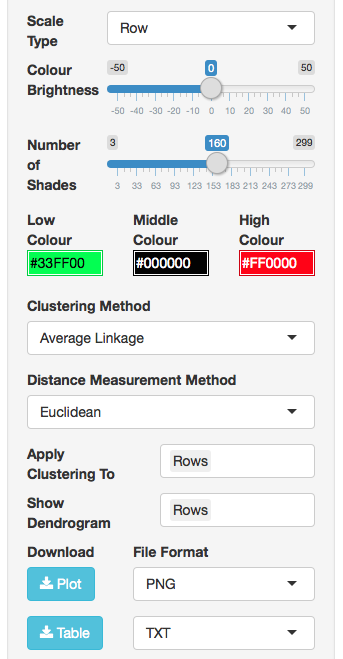 Scale Type
Row
Colour Brightness
-50 0 50
-50 -40 -30 -20 -10 0 10 20 30 40 50
Number of Shades
3 160 299
3 33 63 93 123 153 183 213 243 273 299
Low Colour
Middle Colour
High Colour
#33FF00
#000000
#FF0000
Clustering Method
Average Linkage
Distance Measurement Method
Euclidean
Apply Clustering To
Rows
Show Dendrogram
Rows
Download
File Format
Plot
PNG
Table
TXT